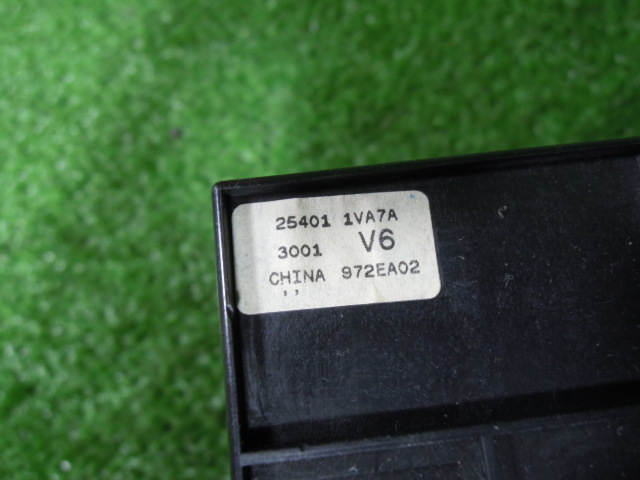 25401 1VA7A
3001 V6
CHINA 972EA02
,,